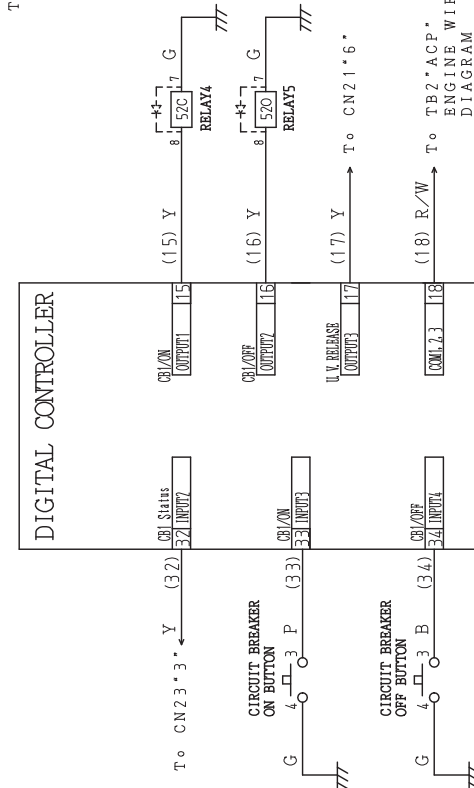 T
DIGITAL CONTROLLER
To CN23 "3"
Y
(32)
CB1 Status
32 INPUT2
CB1/ON
15 OUTPUT1
(15) Y
8 52C 7
*1
G
RELAY4
CIRCUIT BREAKER
ON BUTTON
G
4 3
P
(33)
CB1/ON
33 INPUT3
CB1/OFF
16 OUTPUT2
(16) Y
8 52O 7
*1
G
RELAY5
U.V. RELEASE
17 OUTPUT3
(17) Y
To CN21 "6"
CIRCUIT BREAKER
OFF BUTTON
G
4 3
B
(34)
CB1/OFF
34 INPUT4
COM1, 2, 3
18
(18) R/W
To TB2 "ACP"
DIAGRAM